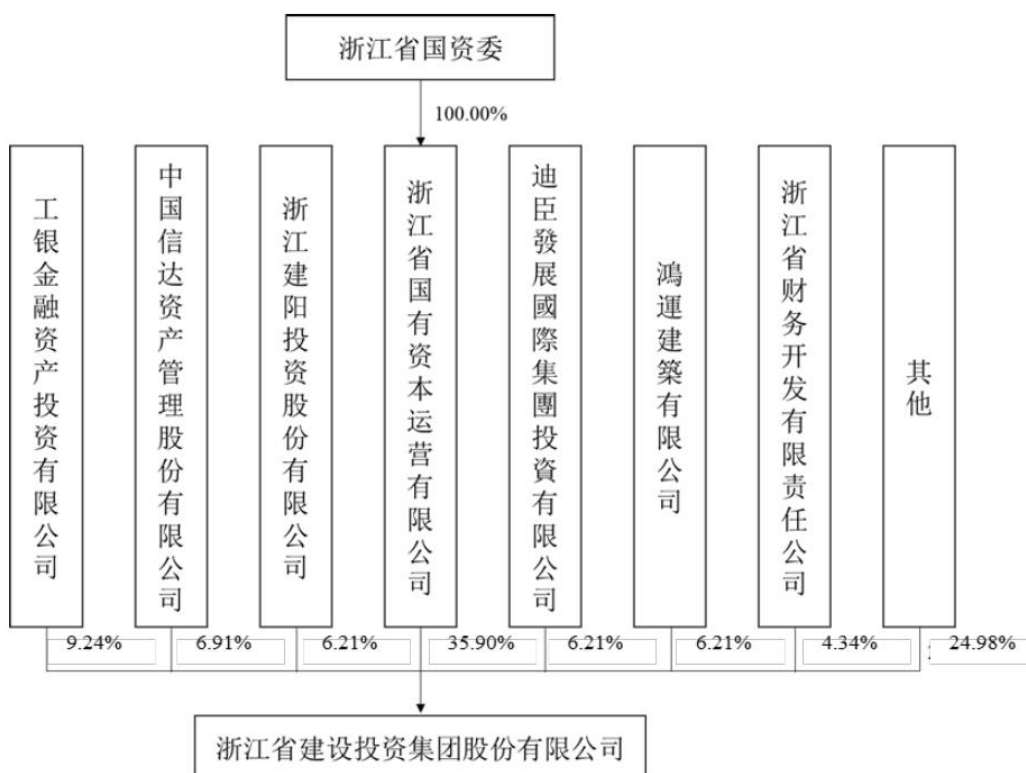 浙江省国资委
100.00%
工银金融资产投资有限公司
中国信达资产管理股份有限公司
浙江建阳投资股份有限公司
浙江省国有资本运营有限公司
迪臣發展國際集團投資有限公司
鴻運建築有限公司
浙江省财务开发有限责任公司
其他
9.24%
6.91%
6.21%
35.90%
6.21%
6.21%
4.34%
24.98%
浙江省建设投资集团股份有限公司